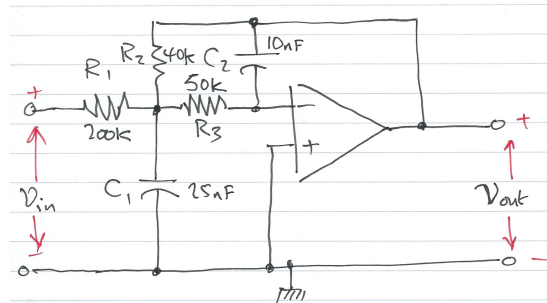 R2 40k C2 10nF
R1 50k
+ −
200k R3 +
+
C1 25nF
Vin Vout
− −